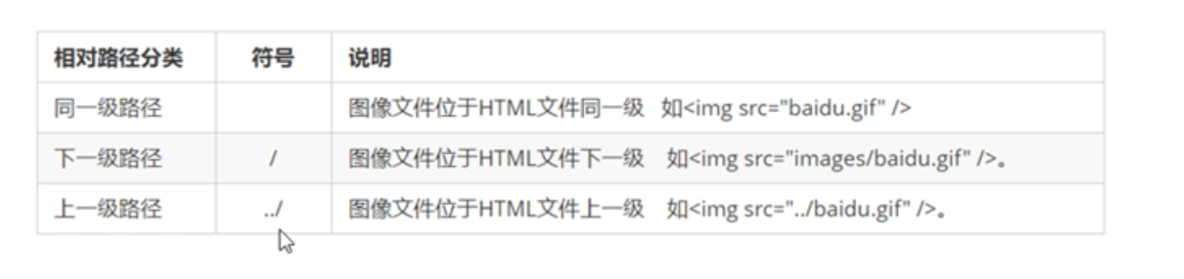 相对路径分类 符号 说明
同一级路径 图像文件位于HTML文件同一级 如<img src="baidu.gif" />
下一级路径 / 图像文件位于HTML文件下一级 如<img src="images/baidu.gif" />。
上一级路径 ../ 图像文件位于HTML文件上一级 如<img src="../baidu.gif" />。